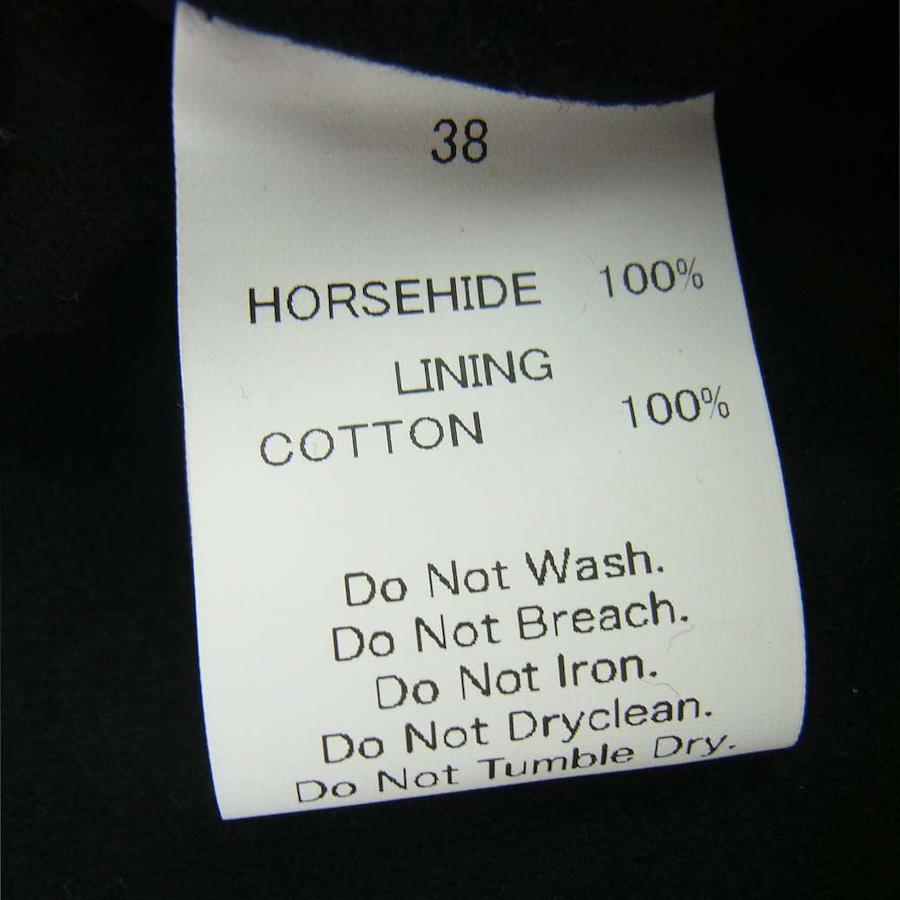 38
HORSEHIDE 100%
LINING
COTTON 100%
Do Not Wash.
Do Not Breach.
Do Not Iron.
Do Not Dryclean.
Do Not Tumble Dry.